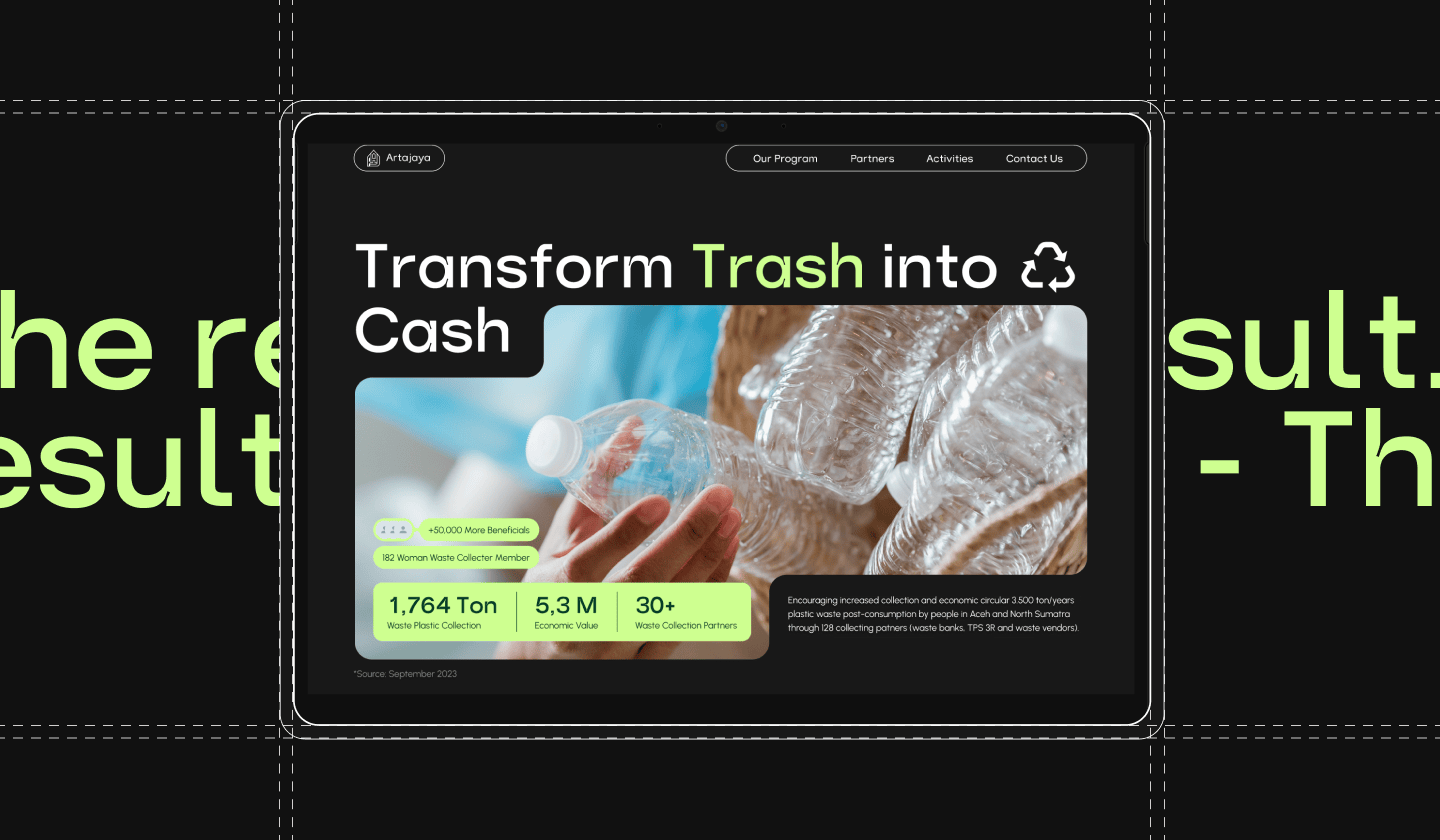 Artajaya
Our Program Partners Activities Contact Us
Transform Trash into
Cash
he re
sult.
esult
- Th
+50,000 More Beneficials
182 Woman Waste Collecter Member
1,764 Ton
Waste Plastic Collection
5,3 M
Economic Value
30+
Waste Collection Partners
Encouraging increased collection and economic circular 3.500 ton/years
plastic waste post-consumption by people in Aceh and North Sumatra
through 128 collecting patners (waste banks, TPS 3R and waste vendors).
*Source: September 2023